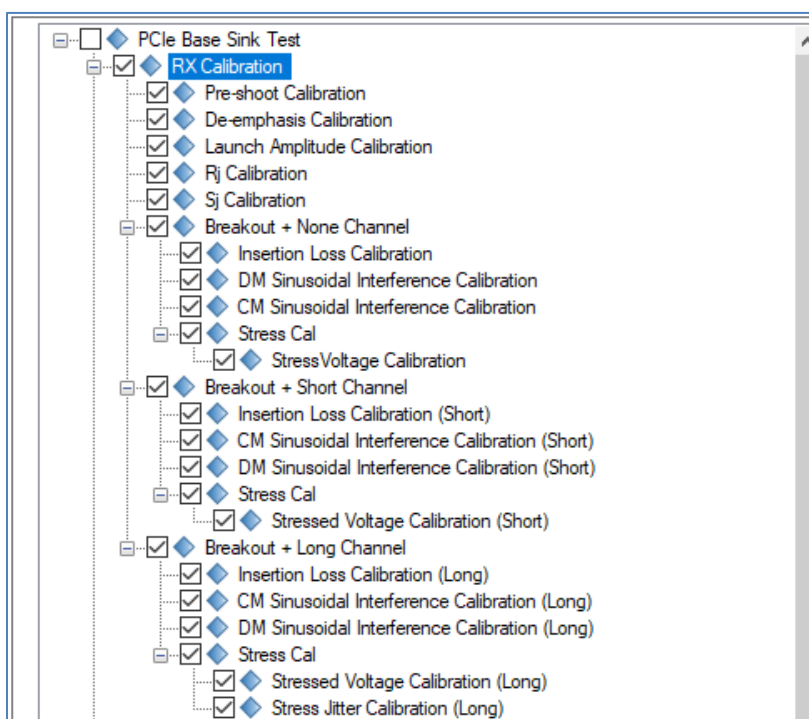 PCIe Base Sink Test
RX Calibration
Pre-shoot Calibration
De-emphasis Calibration
Launch Amplitude Calibration
Rj Calibration
Sj Calibration
Breakout + None Channel
Insertion Loss Calibration
DM Sinusoidal Interference Calibration
CM Sinusoidal Interference Calibration
Stress Cal
StressVoltage Calibration
Breakout + Short Channel
Insertion Loss Calibration (Short)
CM Sinusoidal Interference Calibration (Short)
DM Sinusoidal Interference Calibration (Short)
Stress Cal
Stressed Voltage Calibration (Short)
Breakout + Long Channel
Insertion Loss Calibration (Long)
CM Sinusoidal Interference Calibration (Long)
DM Sinusoidal Interference Calibration (Long)
Stress Cal
Stressed Voltage Calibration (Long)
Stress Jitter Calibration (Long)